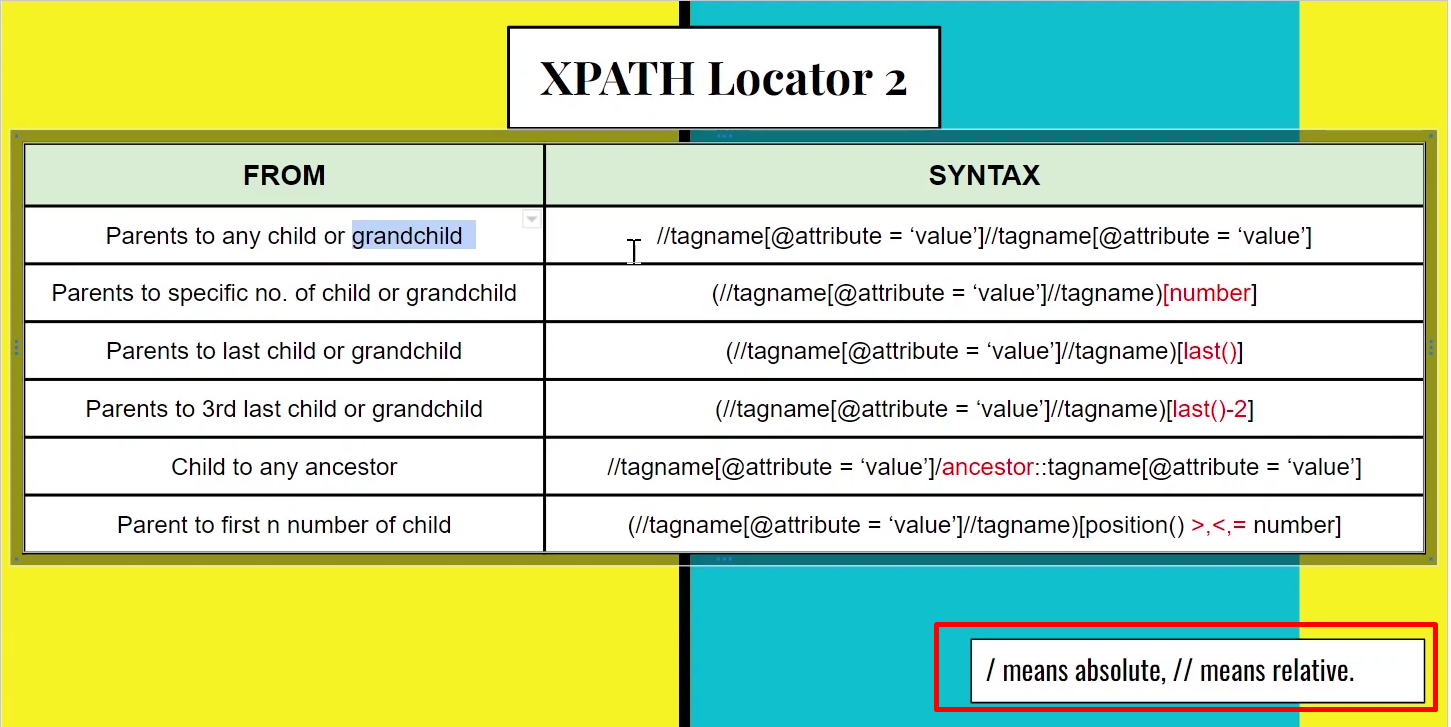 XPATH Locator 2
FROM
SYNTAX
Parents to any child or grandchild
//tagname[@attribute = ‘value’]//tagname[@attribute = ‘value’]
Parents to specific no. of child or grandchild
(//tagname[@attribute = ‘value’]//tagname)[number]
Parents to last child or grandchild
(//tagname[@attribute = ‘value’]//tagname)[last()]
Parents to 3rd last child or grandchild
(//tagname[@attribute = ‘value’]//tagname)[last()-2]
Child to any ancestor
//tagname[@attribute = ‘value’]/ancestor::tagname[@attribute = ‘value’]
Parent to first n number of child
(//tagname[@attribute = ‘value’]//tagname)[position() >,<,= number]
/ means absolute, // means relative.